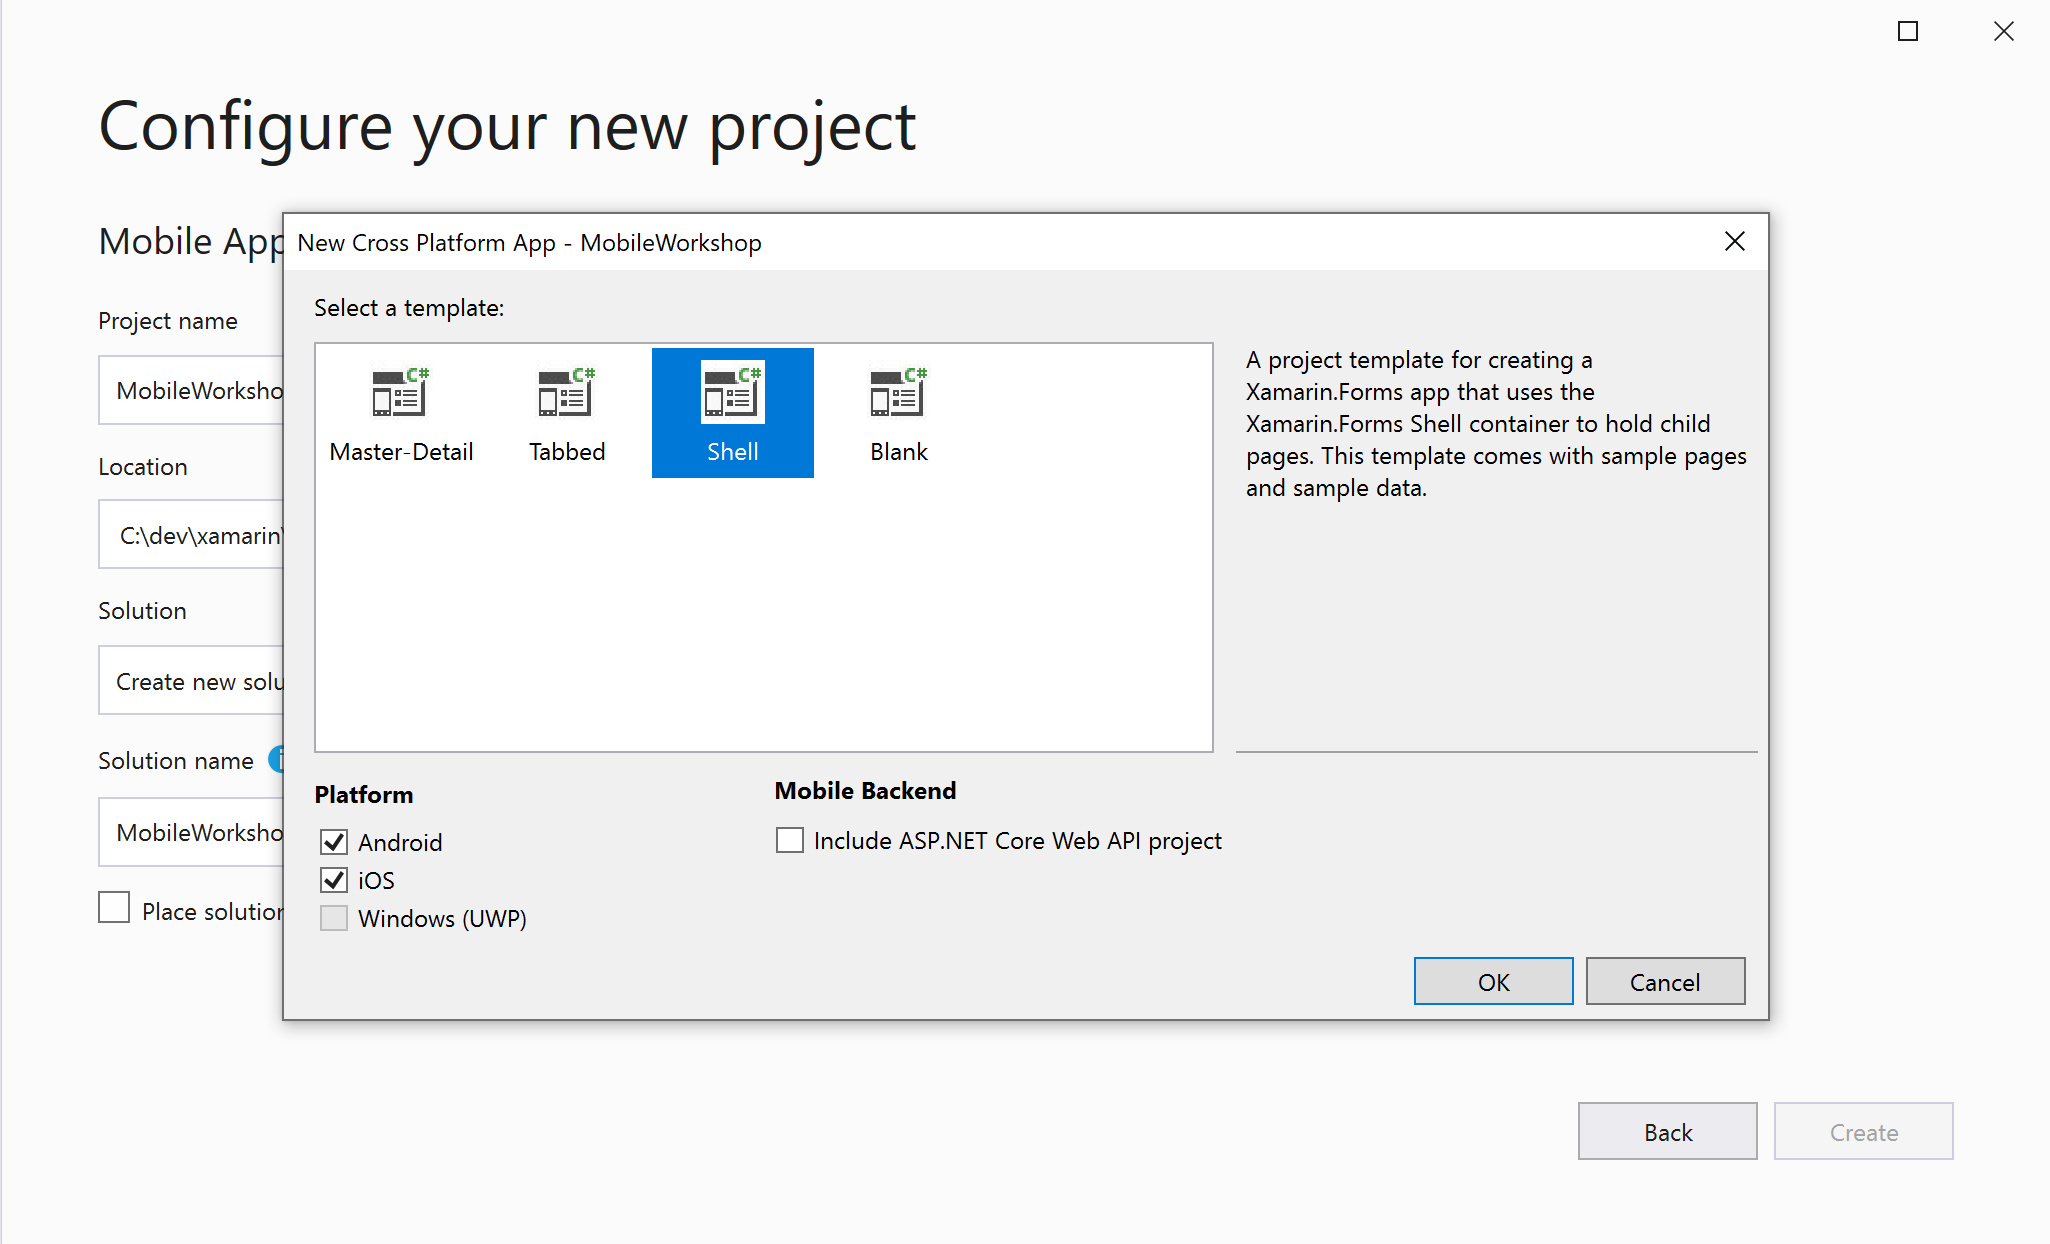 Configure your new project
Mobile App
New Cross Platform App - MobileWorkshop
Project name
MobileWorksho
Location
C:\dev\xamarin\
Solution
Create new solu
Solution name
MobileWorksho
Place solution
Select a template:
C#
Master-Detail
C#
Tabbed
C#
Shell
C#
Blank
A project template for creating a
Xamarin.Forms app that uses the
Xamarin.Forms Shell container to hold child
pages. This template comes with sample pages
and sample data.
Platform
Android
iOS
Windows (UWP)
Mobile Backend
Include ASP.NET Core Web API project
OK
Cancel
Back
Create